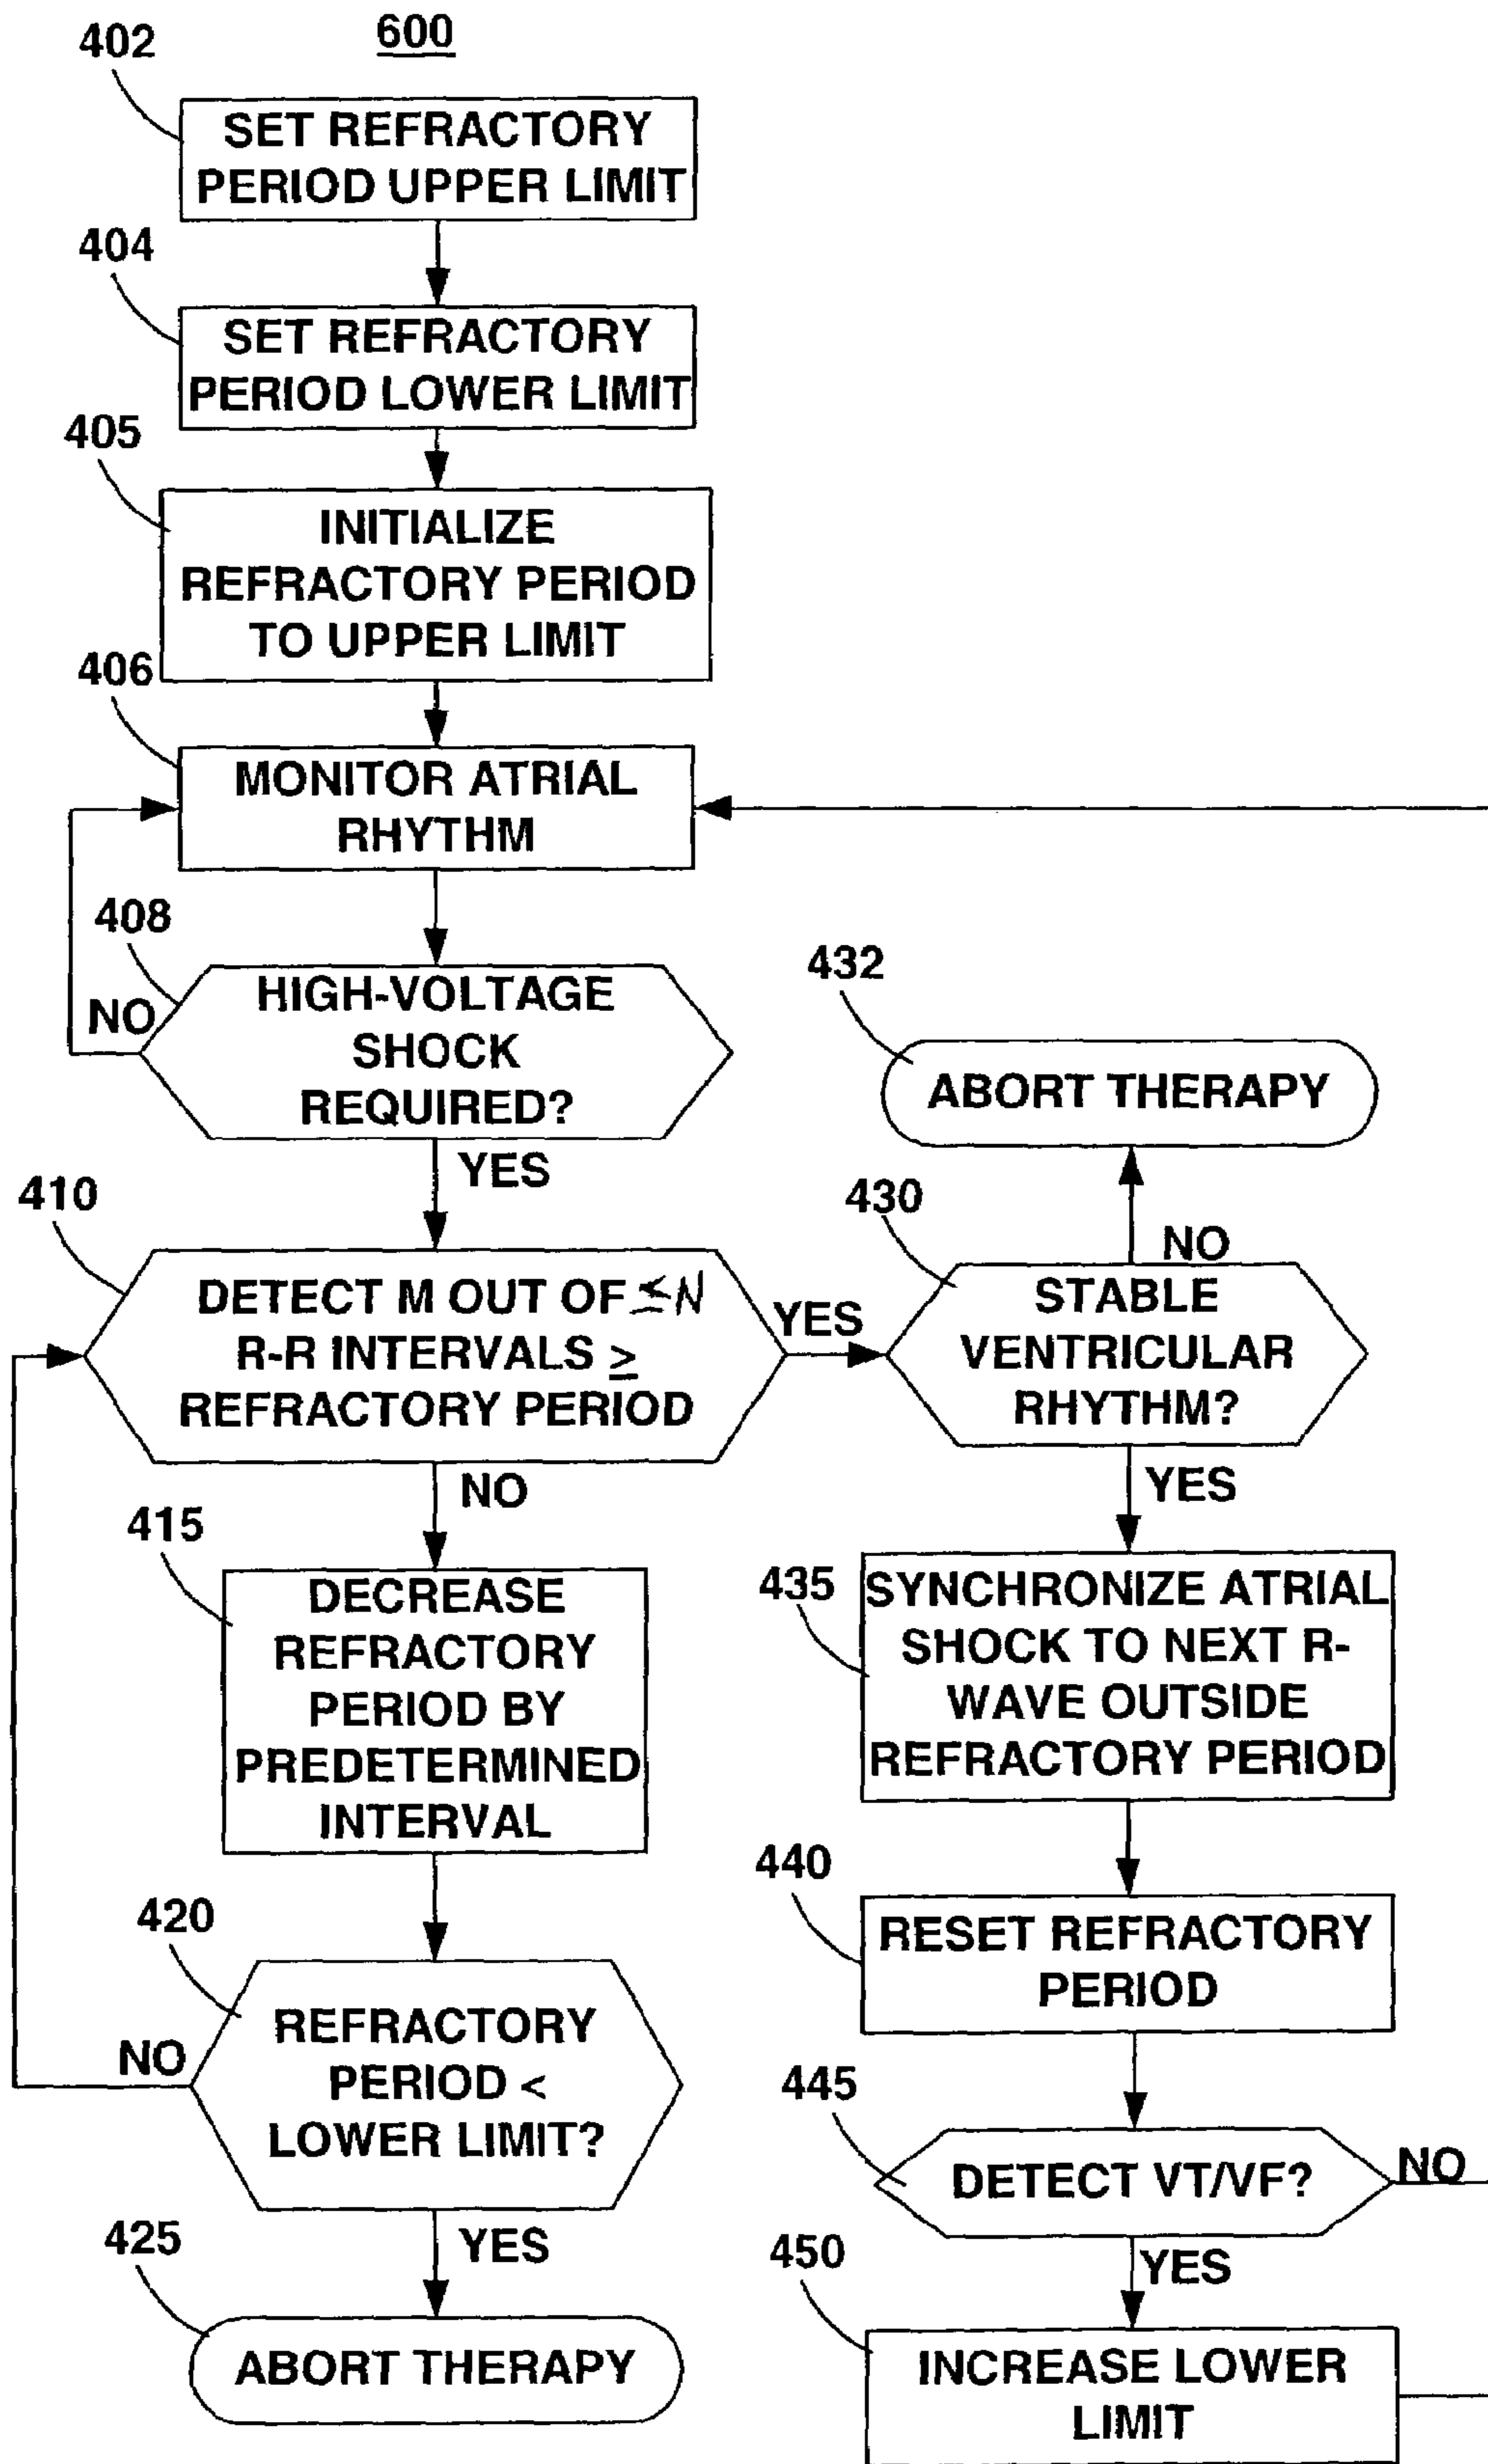 600
402
SET REFRACTORY
PERIOD UPPER LIMIT
404
SET REFRACTORY
PERIOD LOWER LIMIT
405
INITIALIZE
REFRACTORY PERIOD
TO UPPER LIMIT
406
MONITOR ATRIAL
RHYTHM
408
HIGH-VOLTAGE
SHOCK
REQUIRED?
NO
YES
410
DETECT M OUT OF ≤N
R-R INTERVALS ≥
REFRACTORY PERIOD
YES
NO
415
DECREASE
REFRACTORY
PERIOD BY
PREDETERMINED
INTERVAL
420
REFRACTORY
PERIOD <
LOWER LIMIT?
NO
YES
425
ABORT THERAPY
432
ABORT THERAPY
430
NO
STABLE
VENTRICULAR
RHYTHM?
YES
435
SYNCHRONIZE ATRIAL
SHOCK TO NEXT R-
WAVE OUTSIDE
REFRACTORY PERIOD
440
RESET REFRACTORY
PERIOD
445
DETECT VT/VF?
NO
YES
450
INCREASE LOWER
LIMIT